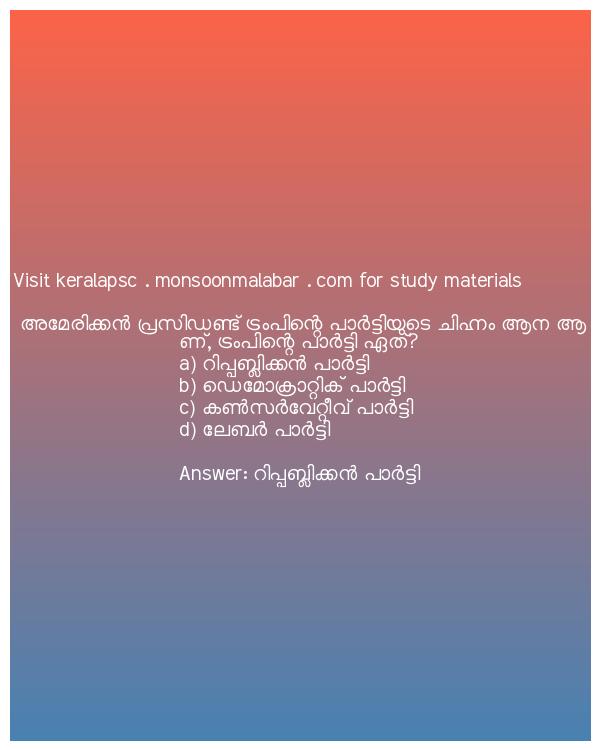 Visit keralapsc . monsoonmalabar . com for study materials
അമേരിക്കൻ പ്രസിഡണ്ട് ട്രംപിന്റെ പാർട്ടിയുടെ ചിഹ്നം ആന ആ
ണ്, ട്രംപിന്റെ പാർട്ടി ഏത്?
a) റിപ്പബ്ലിക്കൻ പാർട്ടി
b) ഡെമോക്രാറ്റിക് പാർട്ടി
c) കൺസർവേറ്റീവ് പാർട്ടി
d) ലേബർ പാർട്ടി
Answer: റിപ്പബ്ലിക്കൻ പാർട്ടി